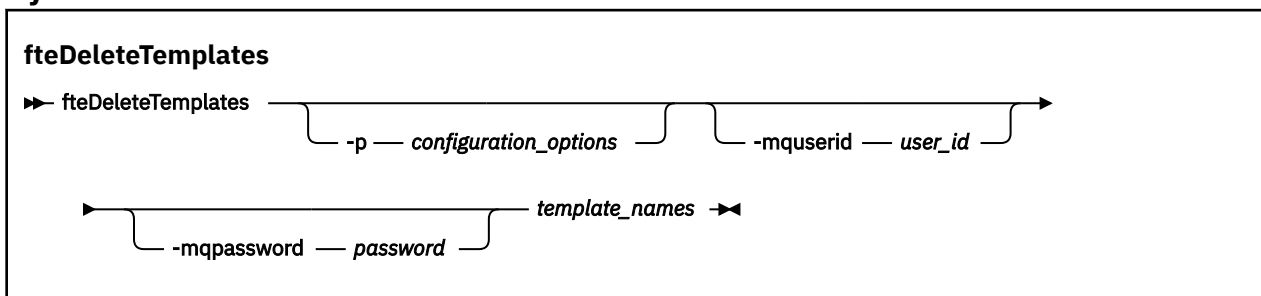 fteDeleteTemplates
fteDeleteTemplates
-p configuration_options -mquserid user_id
template_names
-mqpassword password